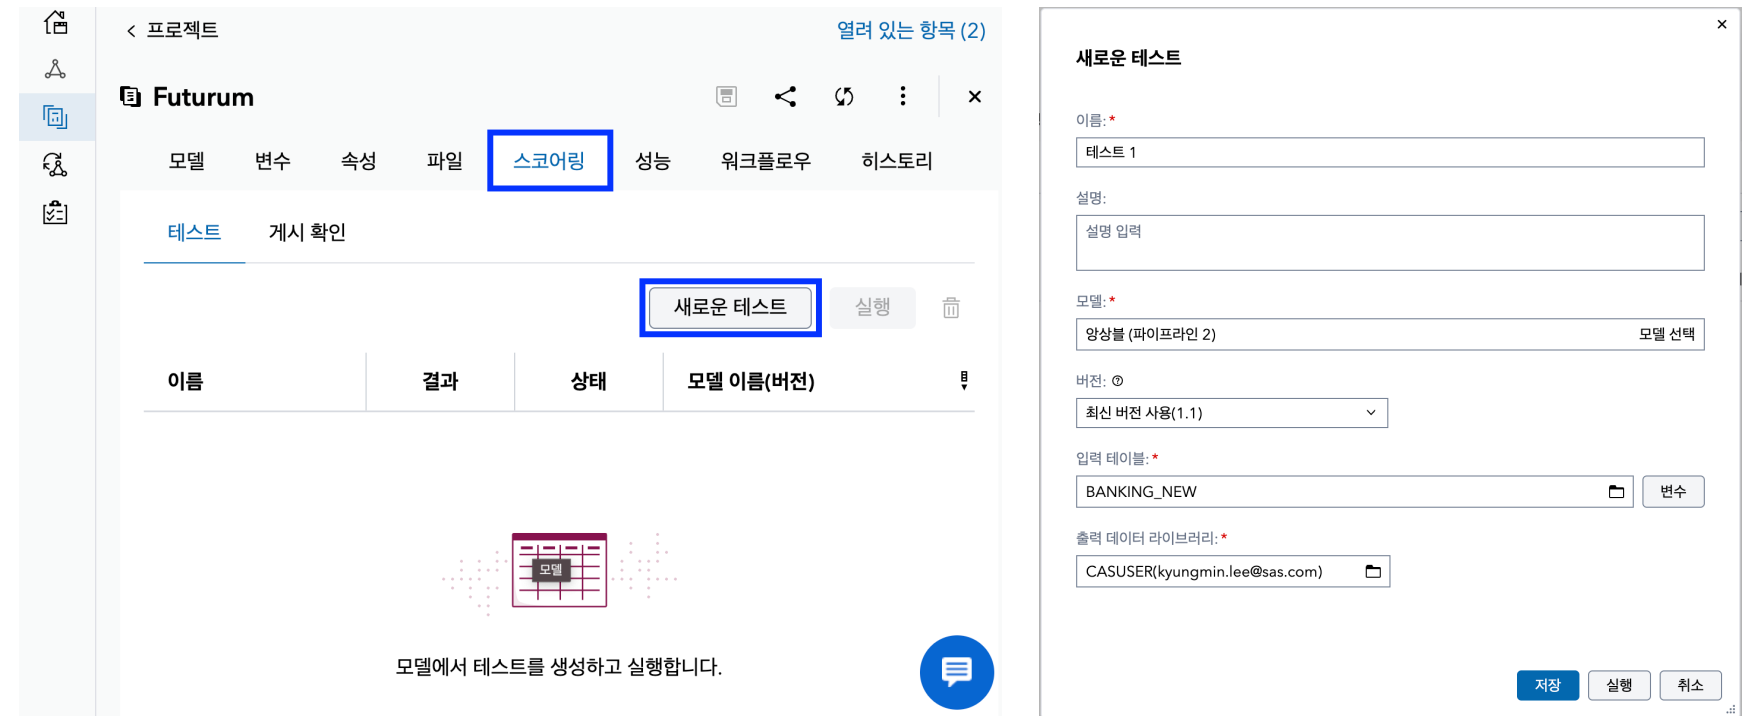 프로젝트
열려 있는 항목 (2)
Futurum
모델 변수 속성 파일 스코어링 성능 워크플로우 히스토리
테스트 게시 확인
새로운 테스트 실행
이름 결과 상태 모델 이름(버전)
모델
모델에서 테스트를 생성하고 실행합니다.
새로운 테스트
이름: *
테스트 1
설명:
설명 입력
모델: *
앙상블 (파이프라인 2) 모델 선택
버전:
최신 버전 사용(1.1)
입력 테이블: *
BANKING_NEW 변수
출력 데이터 라이브러리: *
CASUSER(kyungmin.lee@sas.com)
저장 실행 취소